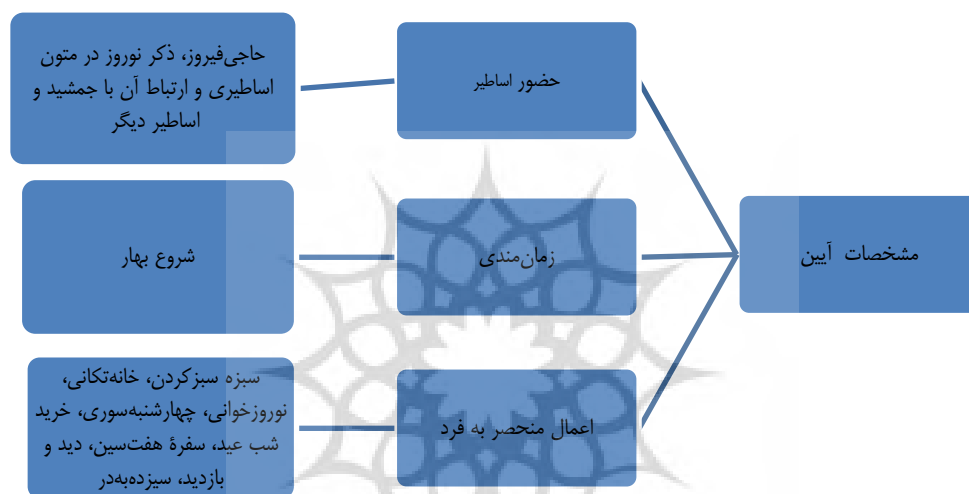 مشخصات آیین
حضور اساطیر
حاجی‌فیروز، ذکر نوروز در متون
اساطیری و ارتباط آن با جمشید و
اساطیر دیگر
زمان‌مندی
شروع بهار
اعمال منحصر به فرد
سبزه سبزکردن، خانه‌تکانی،
نوروزخوانی، چهارشنبه‌سوری، خرید
شب عید، سفرۀ هفت‌سین، دید و
بازدید، سیزده‌به‌در